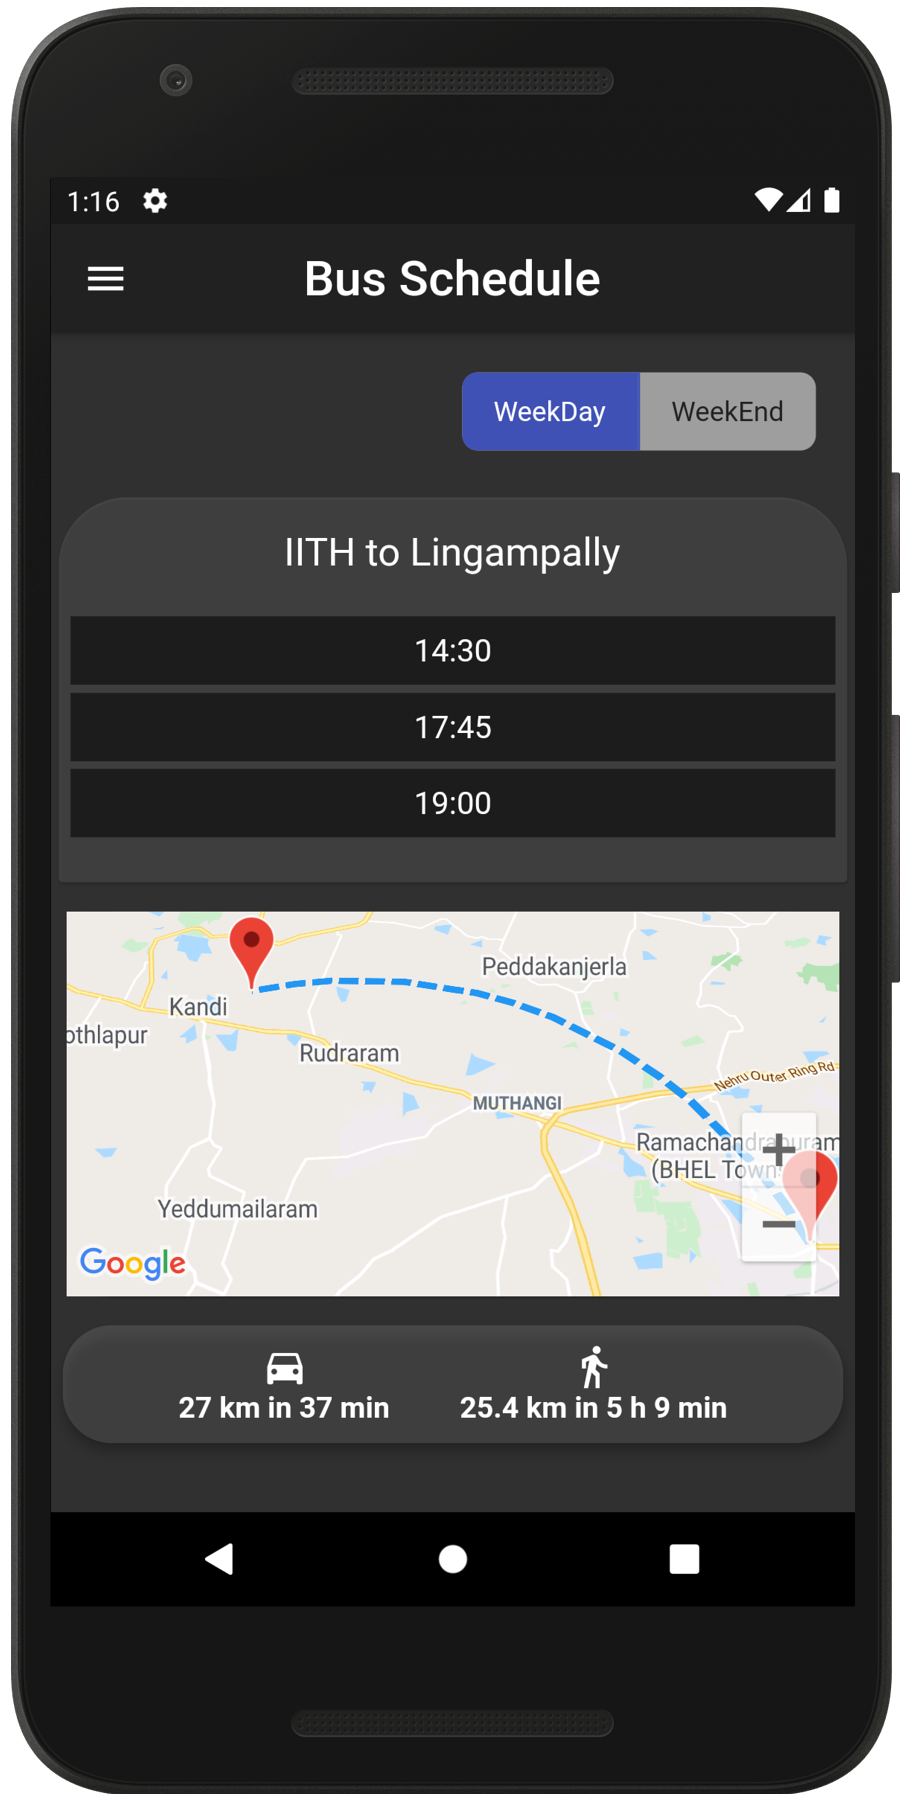 1:16
Bus Schedule
WeekDay WeekEnd
IITH to Lingampally
14:30
17:45
19:00
Peddakanjerla
Kandi
othlapur
Rudraram
Nehru Outer Ring Rd
MUTHANGI
Ramachandrapuram
(BHEL Town
+
Yeddumailaram
−
Google
27 km in 37 min 25.4 km in 5 h 9 min